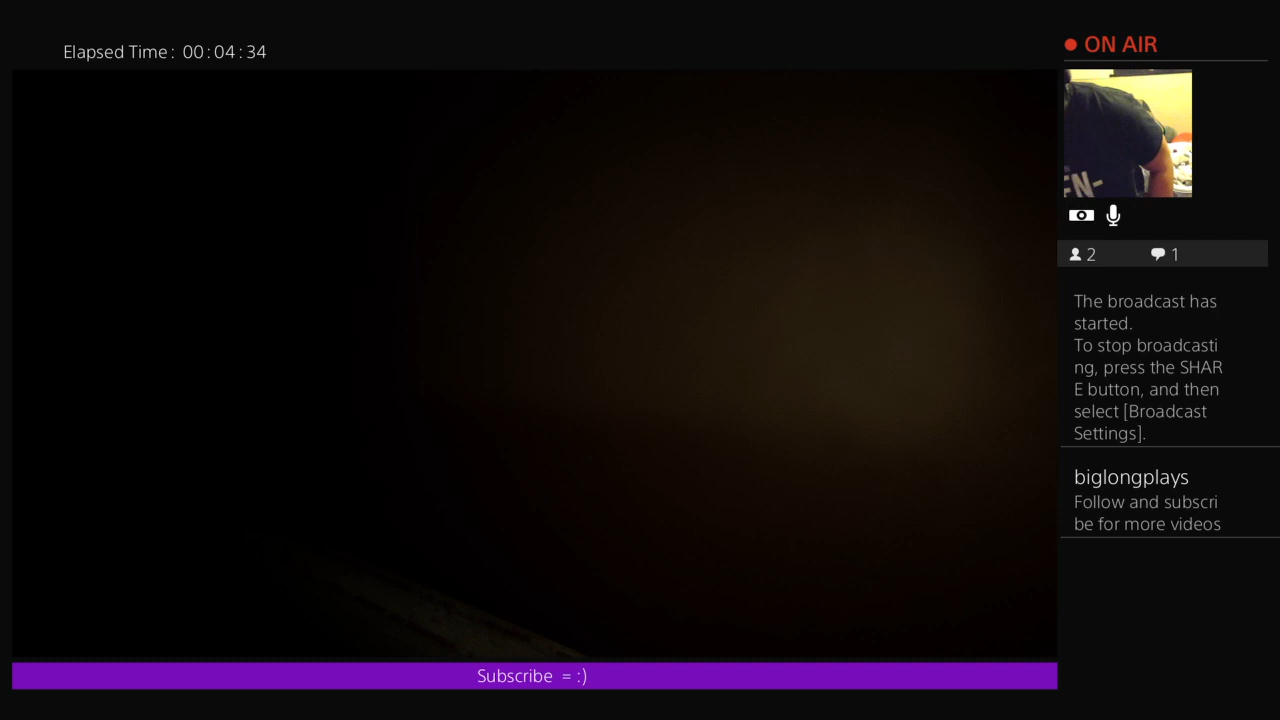 Elapsed Time: 00:04:34
ON AIR
EN-
2
1
The broadcast has
started.
To stop broadcasti
ng, press the SHAR
E button, and then
select [Broadcast
Settings].
biglongplays
Follow and subscri
be for more videos
Subscribe = :)